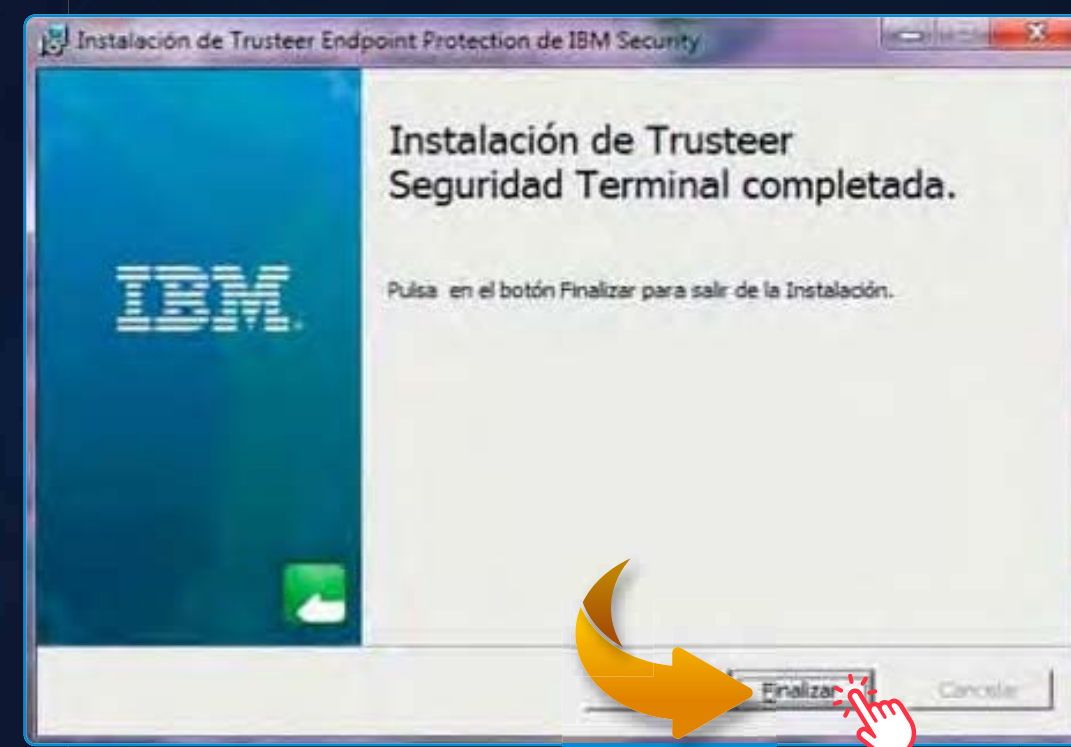 Instalación de Trusteer Endpoint Protection de IBM Security
Instalación de Trusteer
Seguridad Terminal completada.
IBM.
Pulsa en el botón Finalizar para salir de la Instalación.
Finalizar
Cancelar